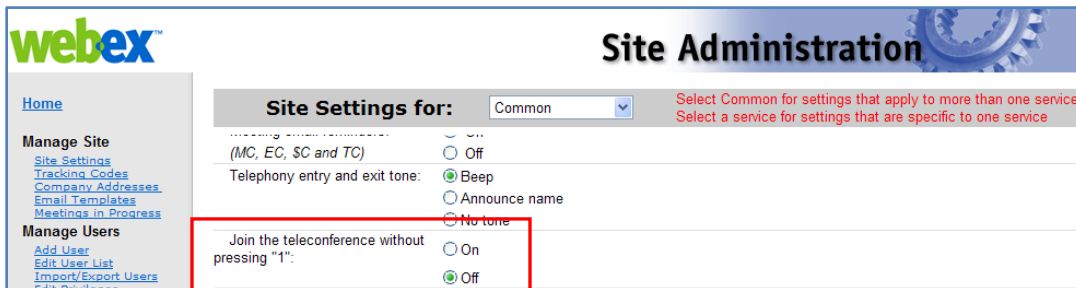 webex™
Site Administration
Home
Site Settings for:
Common
Select Common for settings that apply to more than one service
Select a service for settings that are specific to one service
Manage Site
Site Settings
Tracking Codes
Company Addresses
Email Templates
Meetings in Progress
Manage Users
Add User
Edit User List
Import/Export Users
(MC, EC, SC and TC)
Off
Telephony entry and exit tone:
Beep
Announce name
No tone
Join the teleconference without
pressing "1":
On
Off